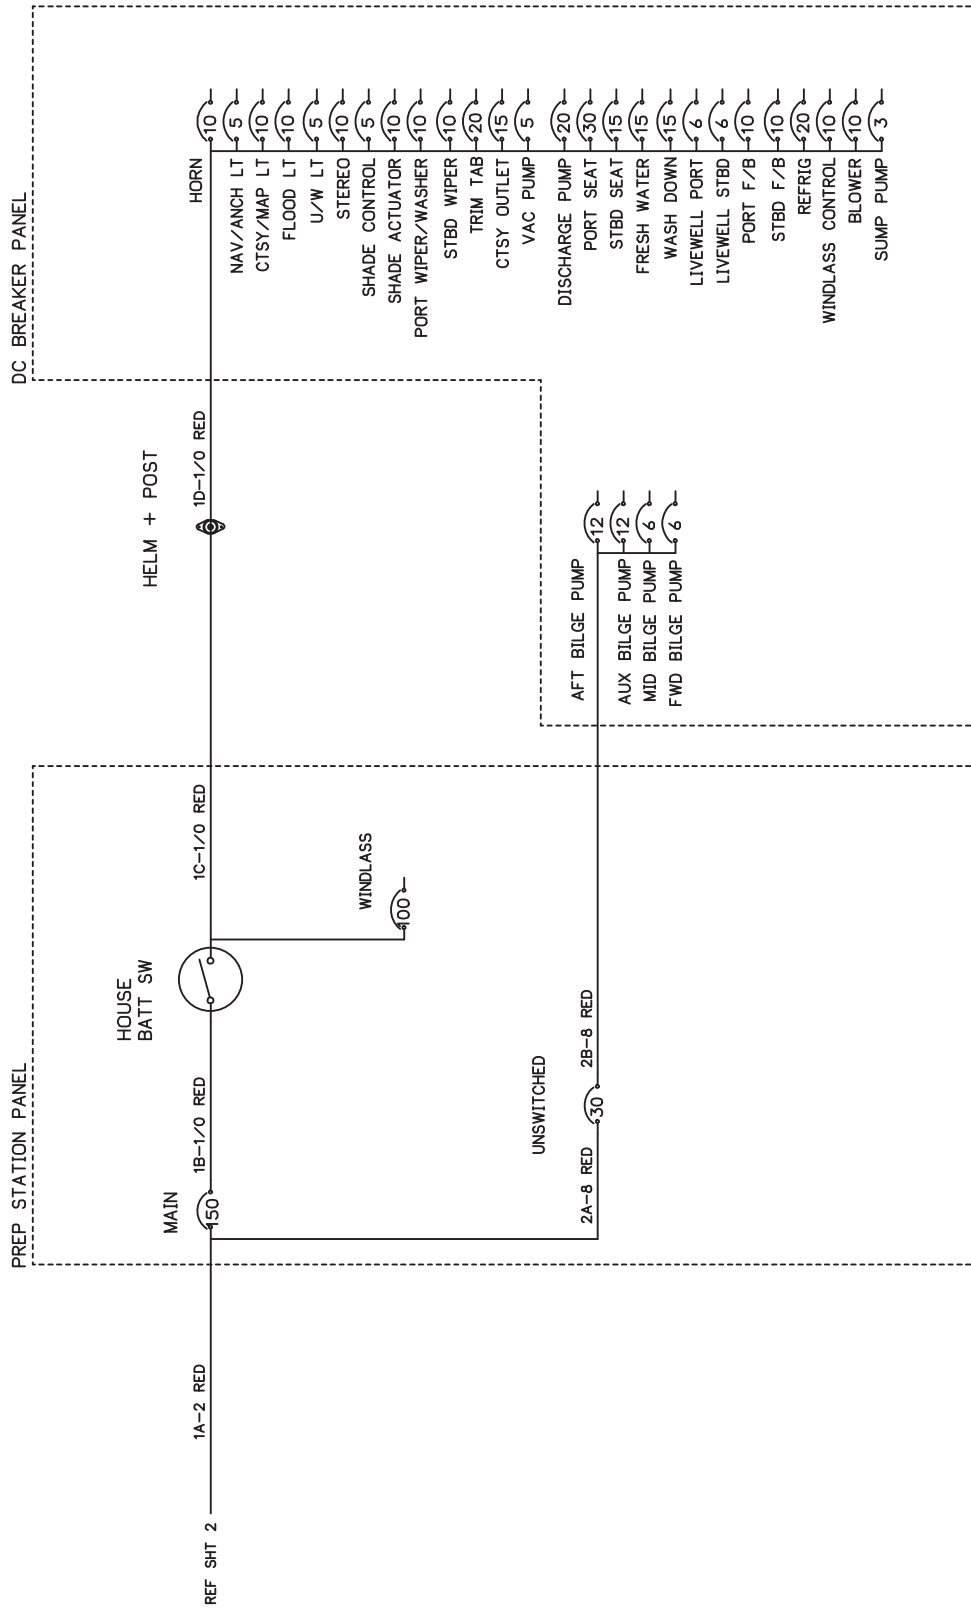 PREP STATION PANEL
DC BREAKER PANEL
REF SHT 2
1A-2 RED
MAIN
150
1B-1/0 RED
HOUSE
BATT SW
1C-1/0 RED
WINDLASS
100
HELM + POST
1D-1/0 RED
2A-8 RED
UNSWITCHED
30
2B-8 RED
AFT BILGE PUMP 12
AUX BILGE PUMP 12
MID BILGE PUMP 6
FWD BILGE PUMP 6
HORN 10
NAV/ANCH LT 5
CTSY/MAP LT 10
FLOOD LT 10
U/W LT 5
STEREO 10
SHADE CONTROL 5
SHADE ACTUATOR 10
PORT WIPER/WASHER 10
STBD WIPER 10
TRIM TAB 20
CTSY OUTLET 15
VAC PUMP 5
DISCHARGE PUMP 20
PORT SEAT 30
STBD SEAT 15
FRESH WATER 15
WASH DOWN 15
LIVEWELL PORT 6
LIVEWELL STBD 6
PORT F/B 10
STBD F/B 10
REFRIG 20
WINDLASS CONTROL 10
BLOWER 10
SUMP PUMP 3